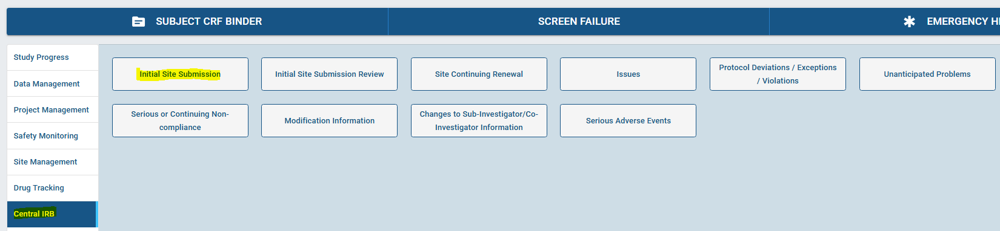 SUBJECT CRF BINDER
SCREEN FAILURE
EMERGENCY
Study Progress
Data Management
Project Management
Safety Monitoring
Site Management
Drug Tracking
Central IRB
Initial Site Submission
Initial Site Submission Review
Site Continuing Renewal
Issues
Protocol Deviations / Exceptions
/ Violations
Unanticipated Problems
Serious or Continuing Non-
compliance
Modification Information
Changes to Sub-Investigator/Co-
Investigator Information
Serious Adverse Events